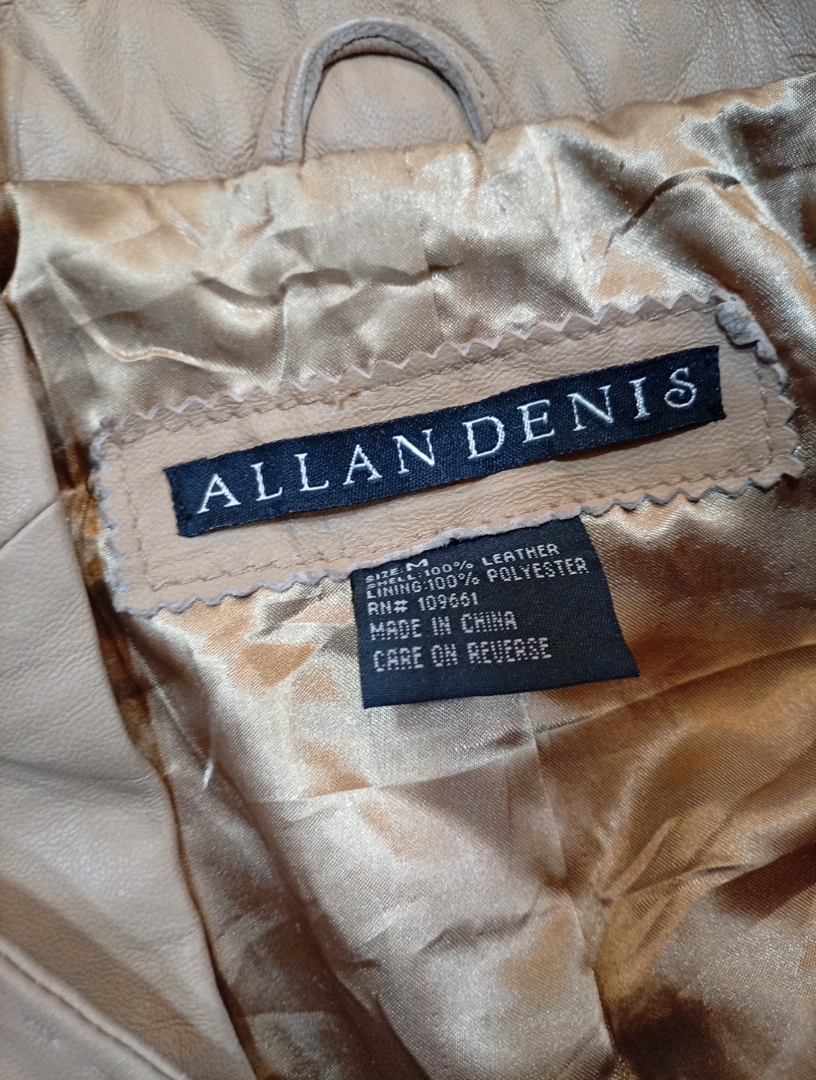 ALLAN DENIS
SIZE: M
SHELL: 100% LEATHER
LINING: 100% POLYESTER
RN# 109661
MADE IN CHINA
CARE ON REVERSE